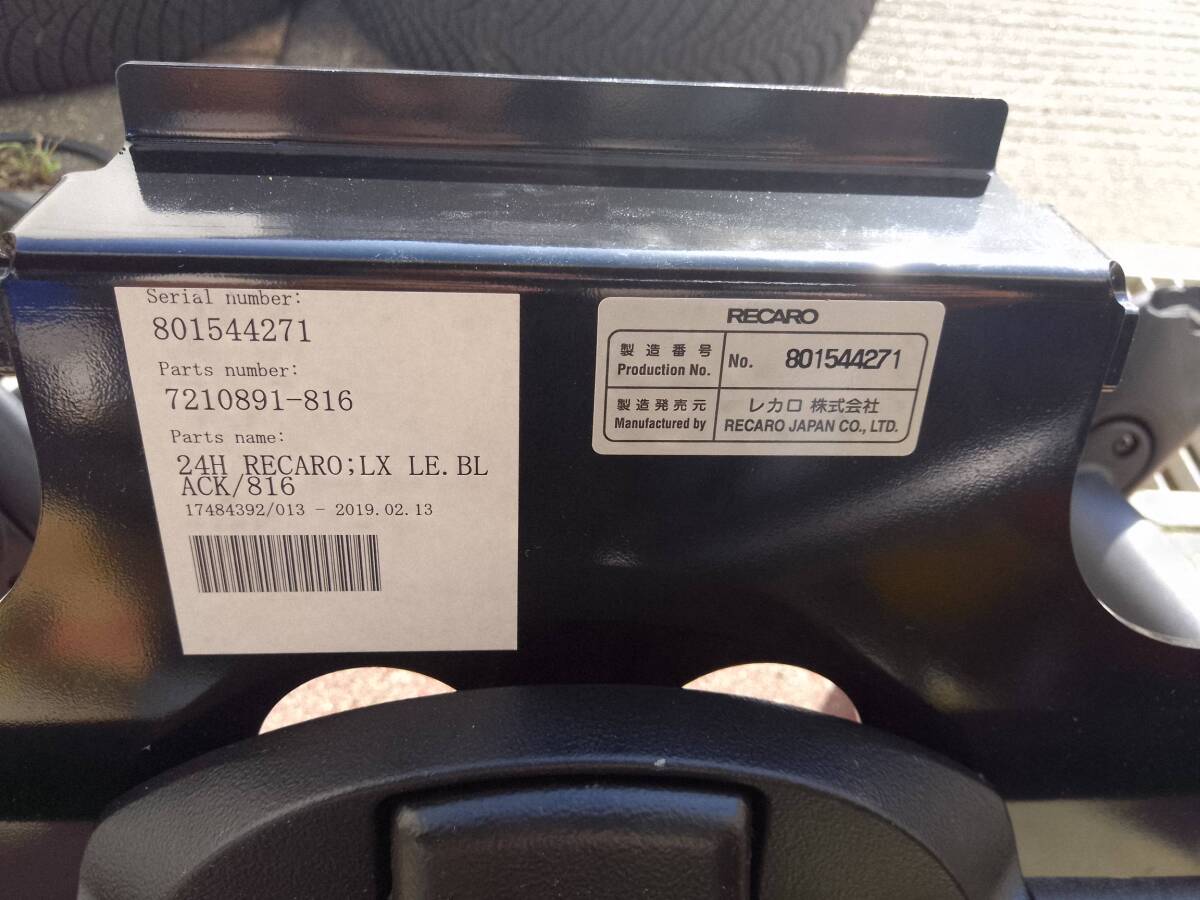 Serial number:
801544271
Parts number:
7210891-816
Parts name:
24H RECARO;LX LE.BL
ACK/816
17484392/013 - 2019.02.13
RECARO
製造番号
Production No.
No. 801544271
製造発売元
Manufactured by
レカロ 株式会社
RECARO JAPAN CO., LTD.